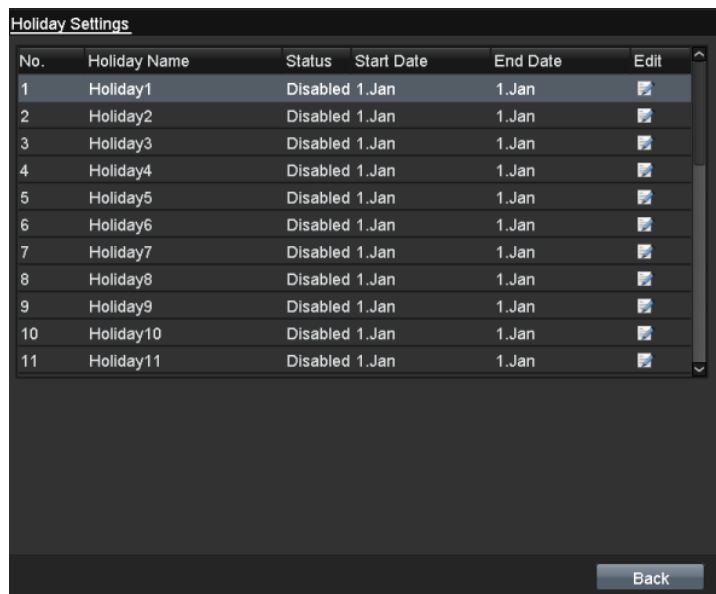 Holiday Settings
No. Holiday Name Status Start Date End Date Edit
1 Holiday1 Disabled 1.Jan 1.Jan
2 Holiday2 Disabled 1.Jan 1.Jan
3 Holiday3 Disabled 1.Jan 1.Jan
4 Holiday4 Disabled 1.Jan 1.Jan
5 Holiday5 Disabled 1.Jan 1.Jan
6 Holiday6 Disabled 1.Jan 1.Jan
7 Holiday7 Disabled 1.Jan 1.Jan
8 Holiday8 Disabled 1.Jan 1.Jan
9 Holiday9 Disabled 1.Jan 1.Jan
10 Holiday10 Disabled 1.Jan 1.Jan
11 Holiday11 Disabled 1.Jan 1.Jan
Back